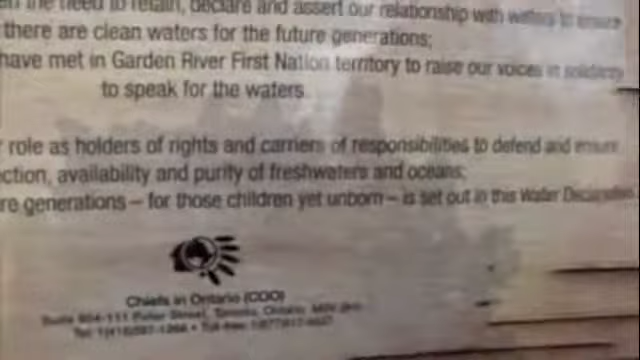 the need to retain, declare and assert our relationship with waters to ensure
there are clean waters for the future generations;
have met in Garden River First Nation territory to raise our voices in solidarity
to speak for the waters.
role as holders of rights and carriers of responsibilities to defend and ensure
ction, availability and purity of freshwaters and oceans;
re generations – for those children yet unborn – is set out in this Water Declaration
Chiefs in Ontario (COO)
Street, Toronto, Ontario